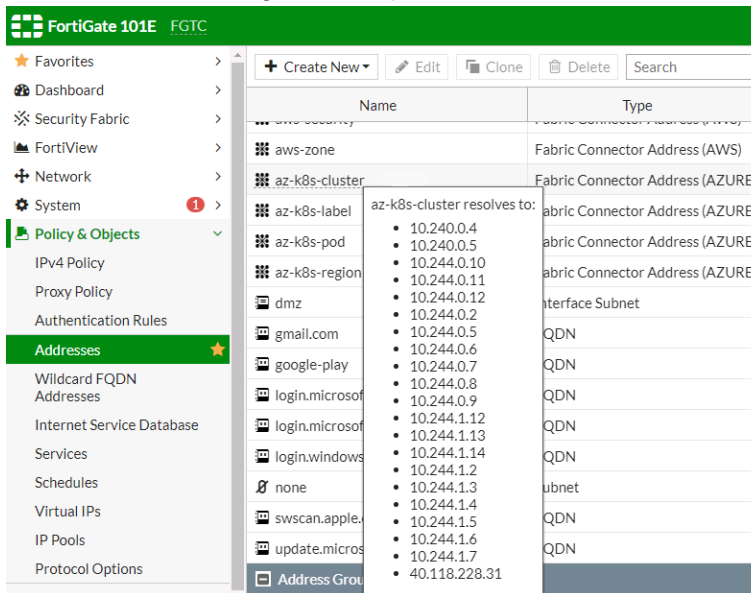 FortiGate 101E FGTC
Favorites
Dashboard
Security Fabric
FortiView
Network
System 1
Policy & Objects
IPv4 Policy
Proxy Policy
Authentication Rules
Addresses
Wildcard FQDN
Addresses
Internet Service Database
Services
Schedules
Virtual IPs
IP Pools
Protocol Options
+ Create New Edit Clone Delete Search
Name Type
aws-security Fabric Connector Address (AWS)
aws-zone Fabric Connector Address (AWS)
az-k8s-cluster Fabric Connector Address (AZURE
az-k8s-label abric Connector Address (AZURE
az-k8s-pod abric Connector Address (AZURE
az-k8s-region abric Connector Address (AZURE
dmz nterface Subnet
gmail.com QDN
google-play QDN
login.microsof QDN
login.microsof QDN
login.windows QDN
none ubnet
swscan.apple. QDN
update.micros QDN
Address Grou
az-k8s-cluster resolves to:
10.240.0.4
10.240.0.5
10.244.0.10
10.244.0.11
10.244.0.12
10.244.0.2
10.244.0.5
10.244.0.6
10.244.0.7
10.244.0.8
10.244.0.9
10.244.1.12
10.244.1.13
10.244.1.14
10.244.1.2
10.244.1.3
10.244.1.4
10.244.1.5
10.244.1.6
10.244.1.7
40.118.228.31